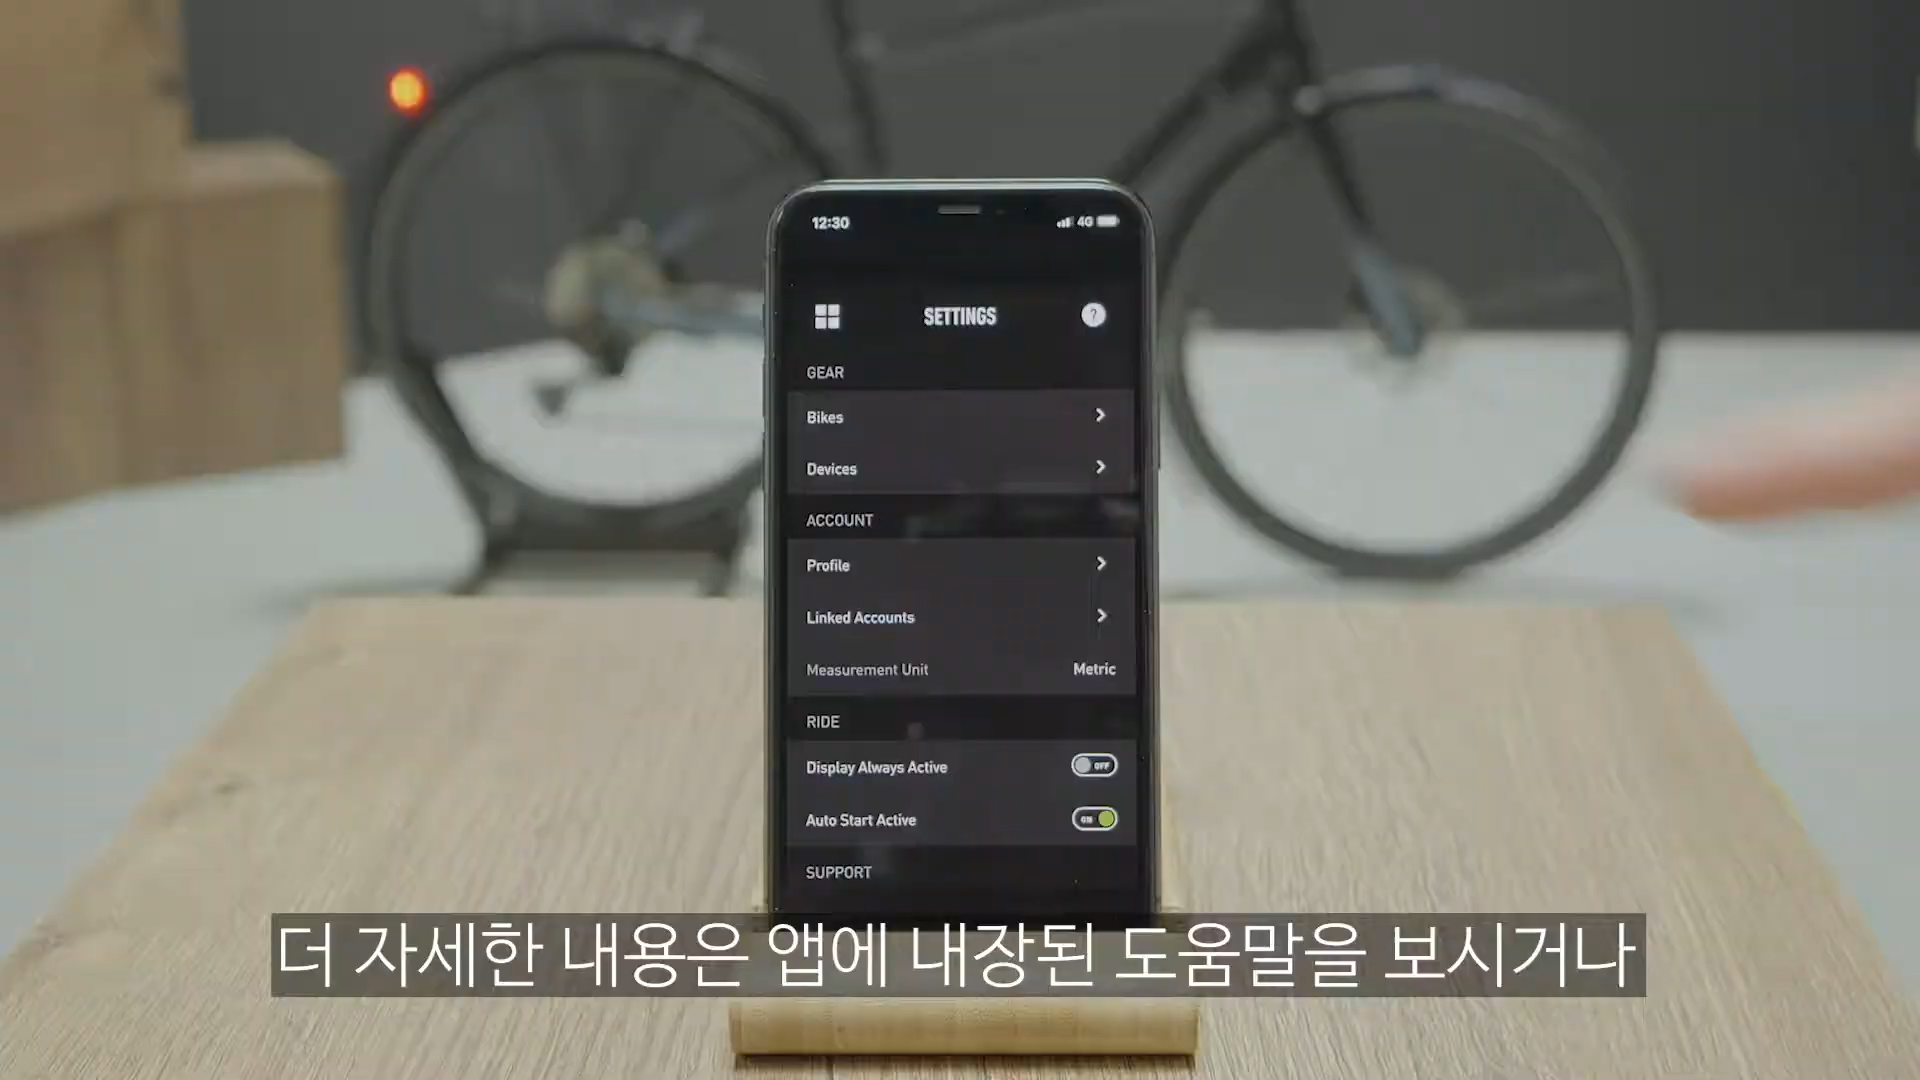 12:30
4G
SETTINGS
?
GEAR
Bikes
Devices
ACCOUNT
Profile
Linked Accounts
Measurement Unit Metric
RIDE
Display Always Active OFF
Auto Start Active ON
SUPPORT
더 자세한 내용은 앱에 내장된 도움말을 보시거나